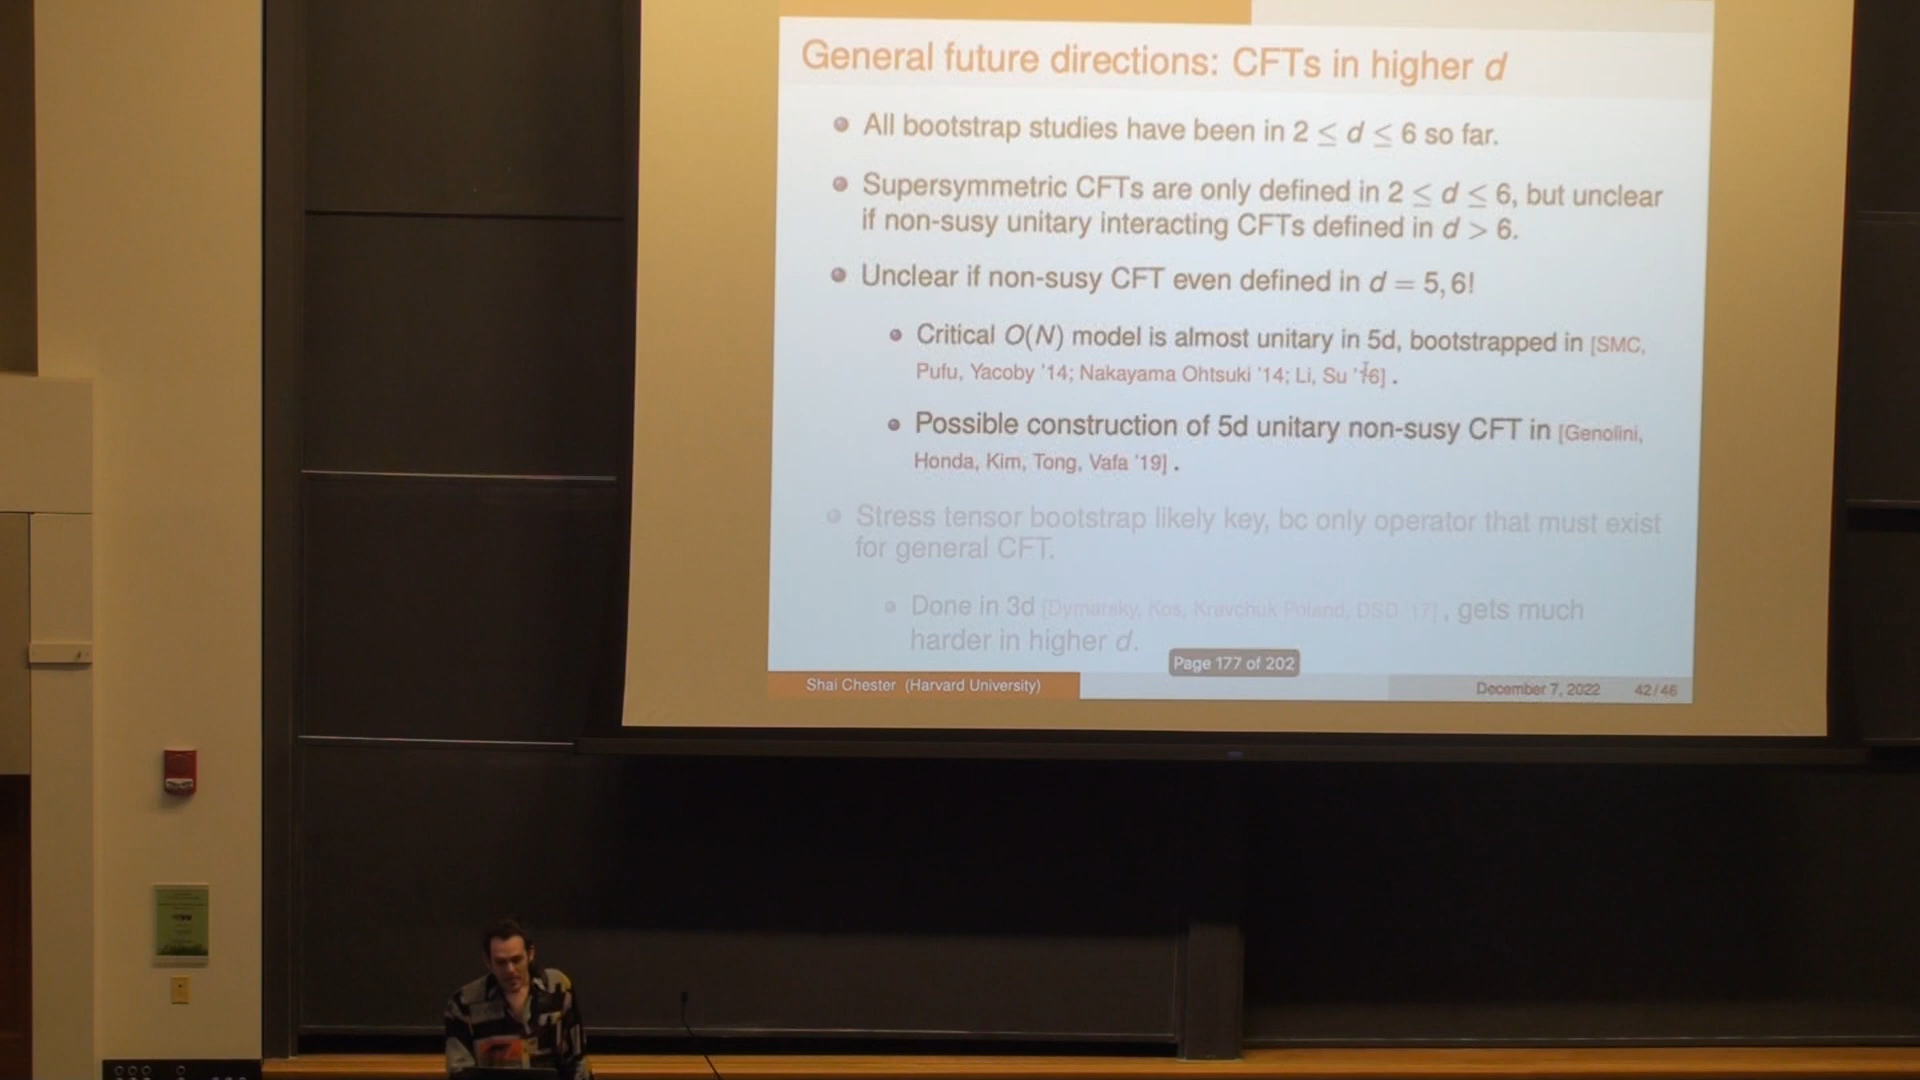 General future directions: CFTs in higher d
All bootstrap studies have been in 2 ≤ d ≤ 6 so far.
Supersymmetric CFTs are only defined in 2 ≤ d ≤ 6, but unclear
if non-susy unitary interacting CFTs defined in d > 6.
Unclear if non-susy CFT even defined in d = 5, 6!
Critical O(N) model is almost unitary in 5d, bootstrapped in [SMC,
Pufu, Yacoby '14; Nakayama Ohtsuki '14; Li, Su '16] .
Possible construction of 5d unitary non-susy CFT in [Genolini,
Honda, Kim, Tong, Vafa '19] .
Stress tensor bootstrap likely key, bc only operator that must exist
for general CFT.
Done in 3d [Dymarsky, Kos, Kravchuk Poland, DSD '17] , gets much
harder in higher d.
Page 177 of 202
Shai Chester (Harvard University)
December 7, 2022
42/46